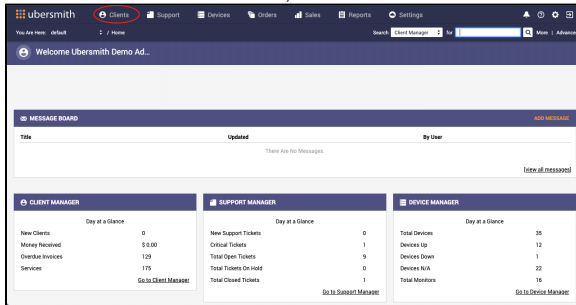 ubersmith Clients Support Devices Orders Sales Reports Settings
You Are Here: default / Home Search Client Manager for More | Advance
Welcome Ubersmith Demo Ad...
MESSAGE BOARD ADD MESSAGE
Title Updated By User
There Are No Messages.
[view all messages]
CLIENT MANAGER
Day at a Glance
New Clients 0
Money Received $ 0.00
Overdue Invoices 129
Services 175
Go to Client Manager
SUPPORT MANAGER
Day at a Glance
New Support Tickets 0
Critical Tickets 1
Total Open Tickets 9
Total Tickets On Hold 0
Total Closed Tickets 1
Go to Support Manager
DEVICE MANAGER
Day at a Glance
Total Devices 35
Devices Up 12
Devices Down 1
Devices N/A 22
Total Monitors 16
Go to Device Manager